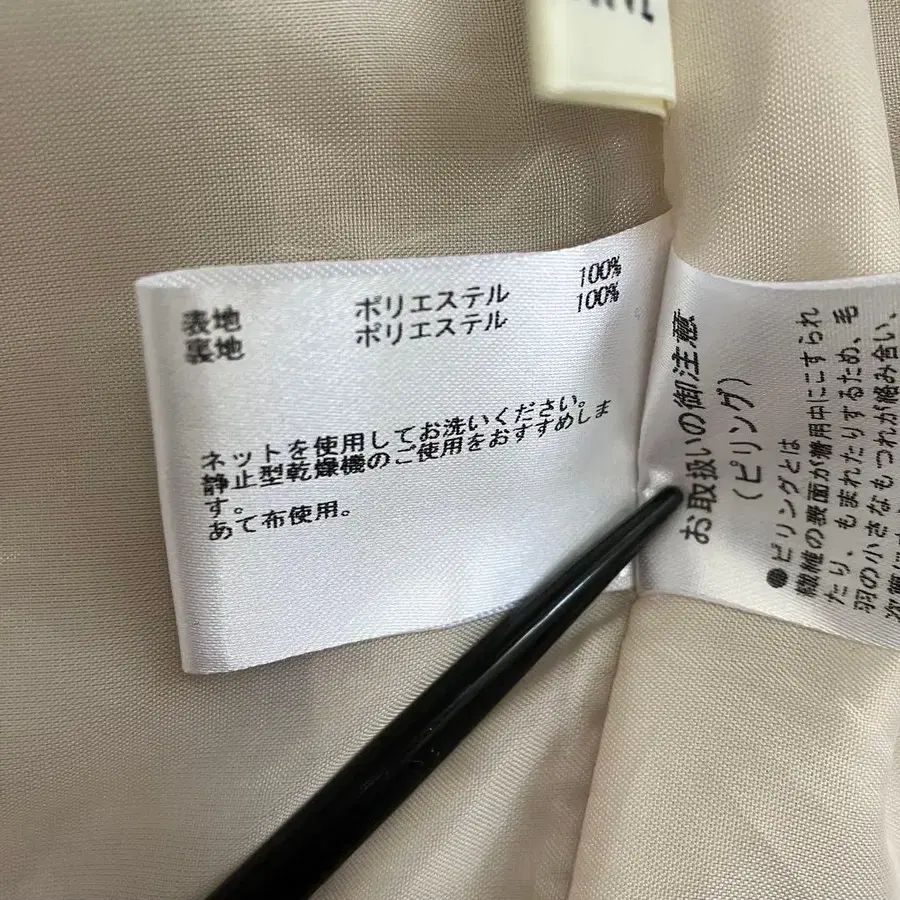 表地 ポリエステル 100%
裏地 ポリエステル 100%
ネットを使用してお洗いください。
静止型乾燥機のご使用をおすすめしま
す。
あて布使用。
お取扱いの御注意
(ピリング)
●ピリングとは
繊維の表面が着用中にこすられ
たり、もまれたりするため、毛
羽の小さなもつれが絡み合い、